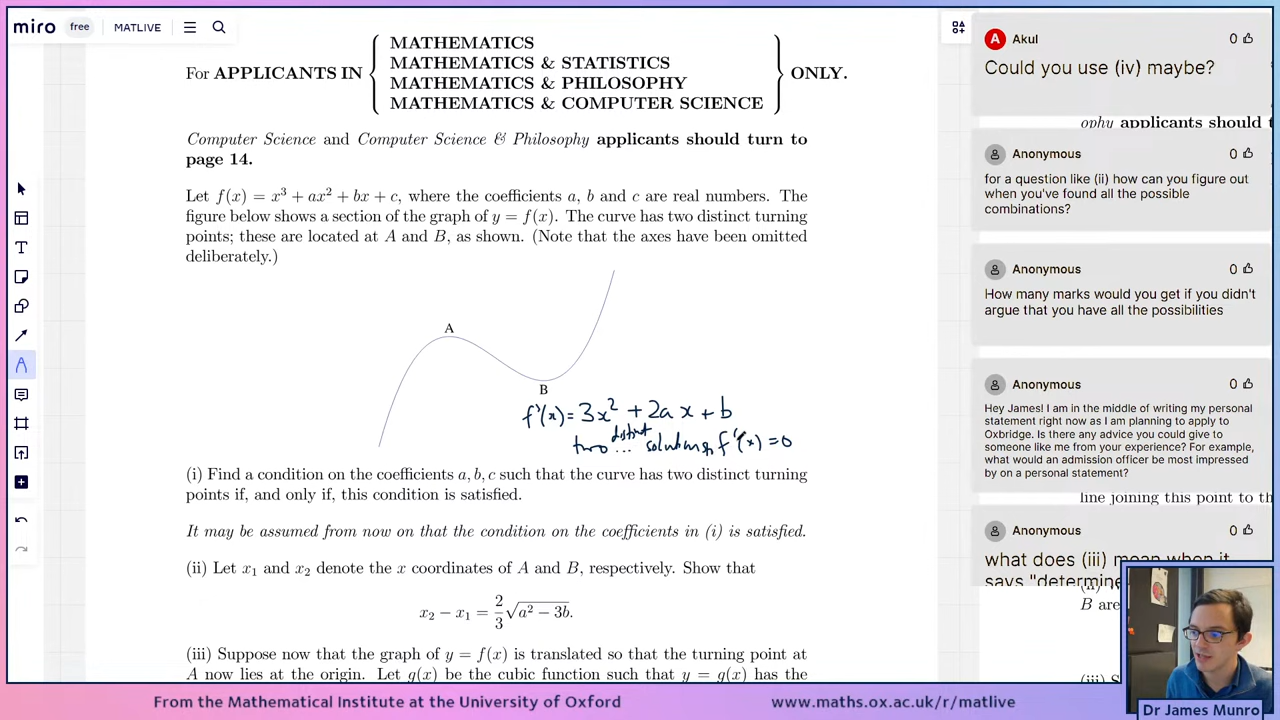 miro free MATLIVE
For APPLICANTS IN
MATHEMATICS
MATHEMATICS & STATISTICS
MATHEMATICS & PHILOSOPHY
MATHEMATICS & COMPUTER SCIENCE
ONLY.
Computer Science and Computer Science & Philosophy applicants should turn to
page 14.
Let f(x) = x³ + ax² + bx + c, where the coefficients a, b and c are real numbers. The
figure below shows a section of the graph of y = f(x). The curve has two distinct turning
points; these are located at A and B, as shown. (Note that the axes have been omitted
deliberately.)
A
B
f'(x) = 3x² + 2ax + b
two distinct ... solutions f'(x) = 0
(i) Find a condition on the coefficients a, b, c such that the curve has two distinct turning
points if, and only if, this condition is satisfied.
It may be assumed from now on that the condition on the coefficients in (i) is satisfied.
(ii) Let x₁ and x₂ denote the x coordinates of A and B, respectively. Show that
x₂ − x₁ = 2/3 √(a² − 3b).
(iii) Suppose now that the graph of y = f(x) is translated so that the turning point at
A now lies at the origin. Let g(x) be the cubic function such that y = g(x) has the
A Akul 0
Could you use (iv) maybe?
ophy applicants should t
Anonymous 0
for a question like (ii) how can you figure out
when you've found all the possible
combinations?
Anonymous 0
How many marks would you get if you didn't
argue that you have all the possibilities
Anonymous 0
Hey James! I am in the middle of writing my personal
statement right now as I am planning to apply to
Oxbridge. Is there any advice you could give to
someone like me from your experience? For example,
what would an admission officer be most impressed
by on a personal statement?
line joining this point to th
Anonymous 0
what does (iii) mean when it
says "determine
B are
Dr James Munro
From the Mathematical Institute at the University of Oxford
www.maths.ox.ac.uk/r/matlive